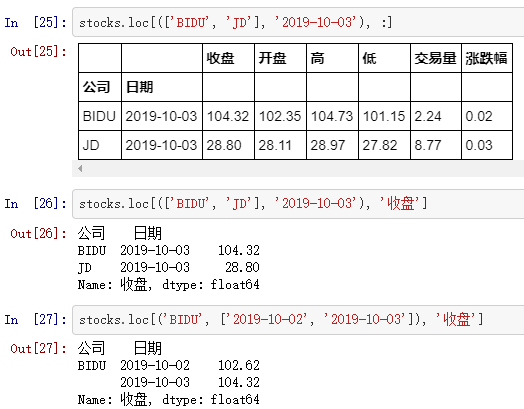 In [25]: stocks.loc[(['BIDU', 'JD'], '2019-10-03'), :]
Out[25]:
收盘 开盘 高 低 交易量 涨跌幅
公司 日期
BIDU 2019-10-03 104.32 102.35 104.73 101.15 2.24 0.02
JD 2019-10-03 28.80 28.11 28.97 27.82 8.77 0.03
In [26]: stocks.loc[(['BIDU', 'JD'], '2019-10-03'), '收盘']
Out[26]: 公司 日期
BIDU 2019-10-03 104.32
JD 2019-10-03 28.80
Name: 收盘, dtype: float64
In [27]: stocks.loc[('BIDU', ['2019-10-02', '2019-10-03']), '收盘']
Out[27]: 公司 日期
BIDU 2019-10-02 102.62
2019-10-03 104.32
Name: 收盘, dtype: float64